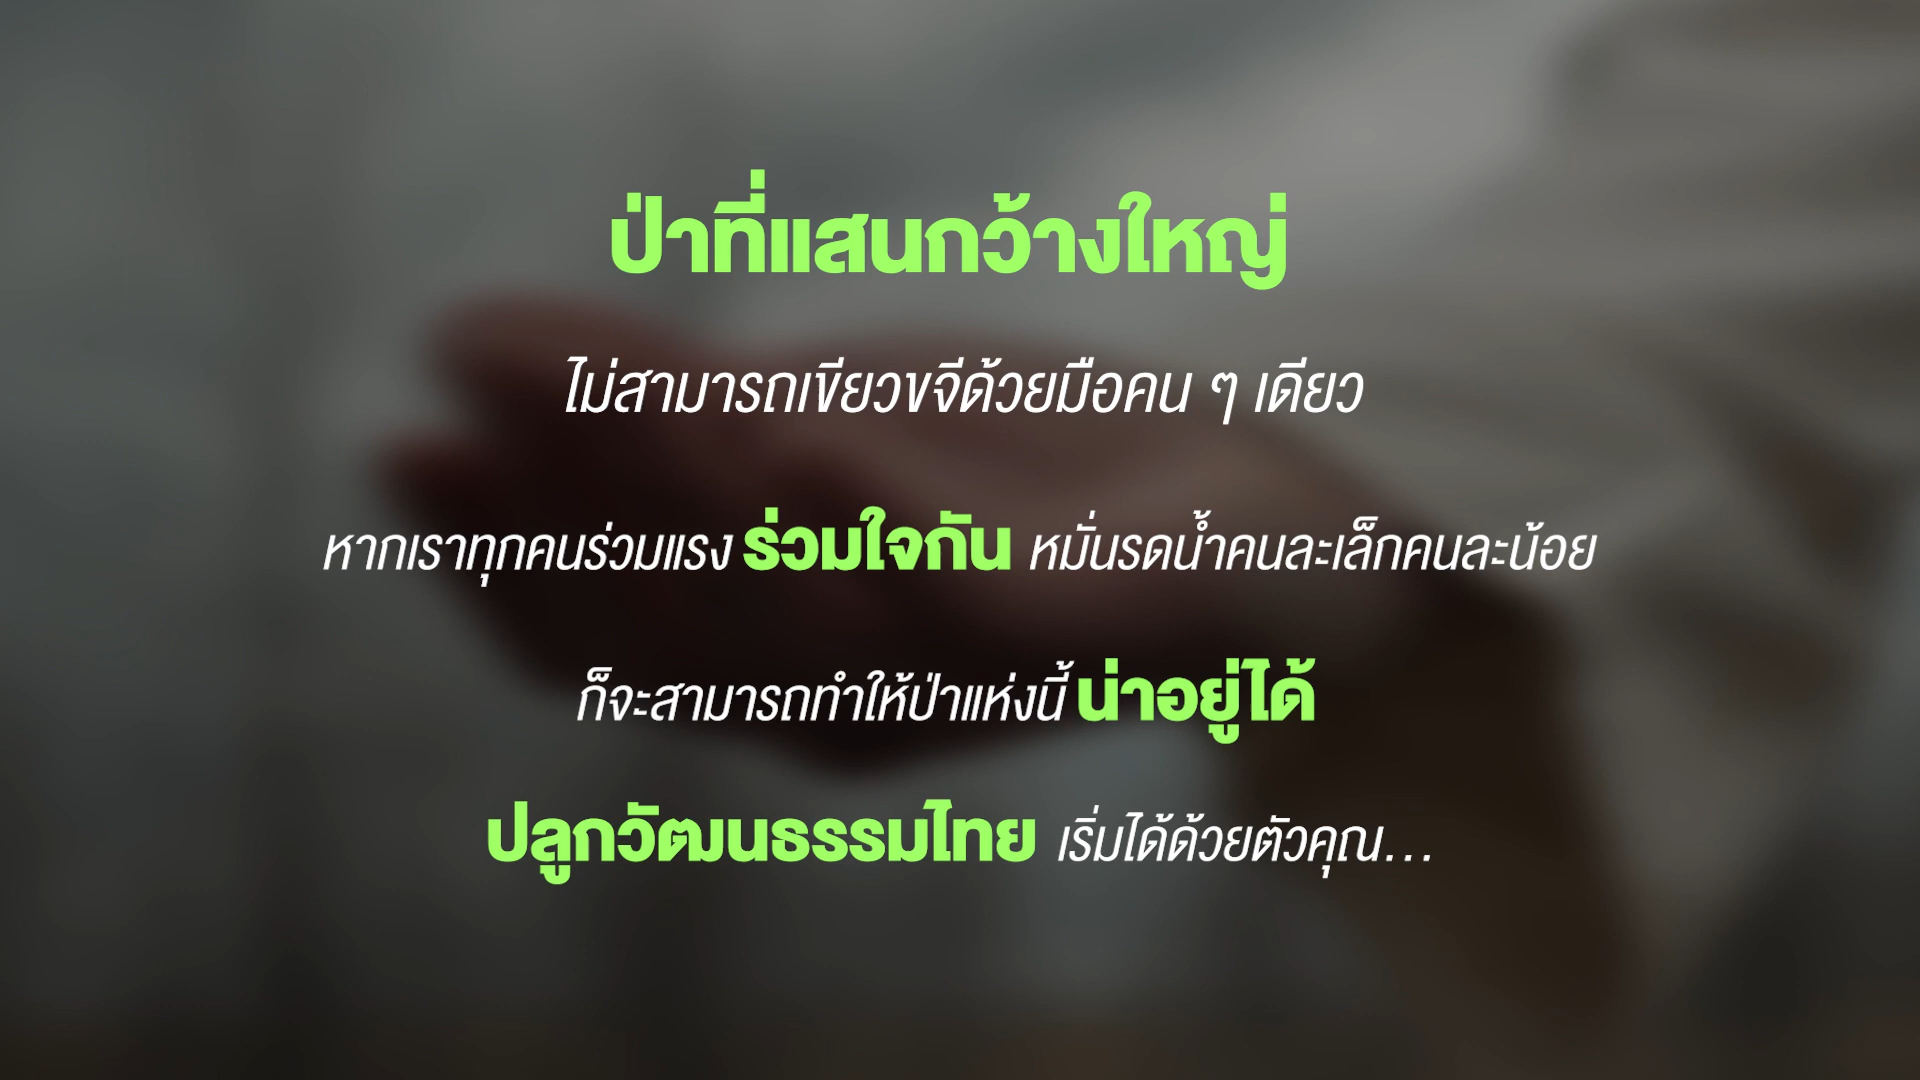 ป่าที่แสนกว้างใหญ่
ไม่สามารถเขียวขจีด้วยมือคน ๆ เดียว
หากเราทุกคนร่วมแรง ร่วมใจกัน หมั่นรดน้ำคนละเล็กคนละน้อย
ก็จะสามารถทำให้ป่าแห่งนี้ น่าอยู่ได้
ปลูกวัฒนธรรมไทย เริ่มได้ด้วยตัวคุณ...